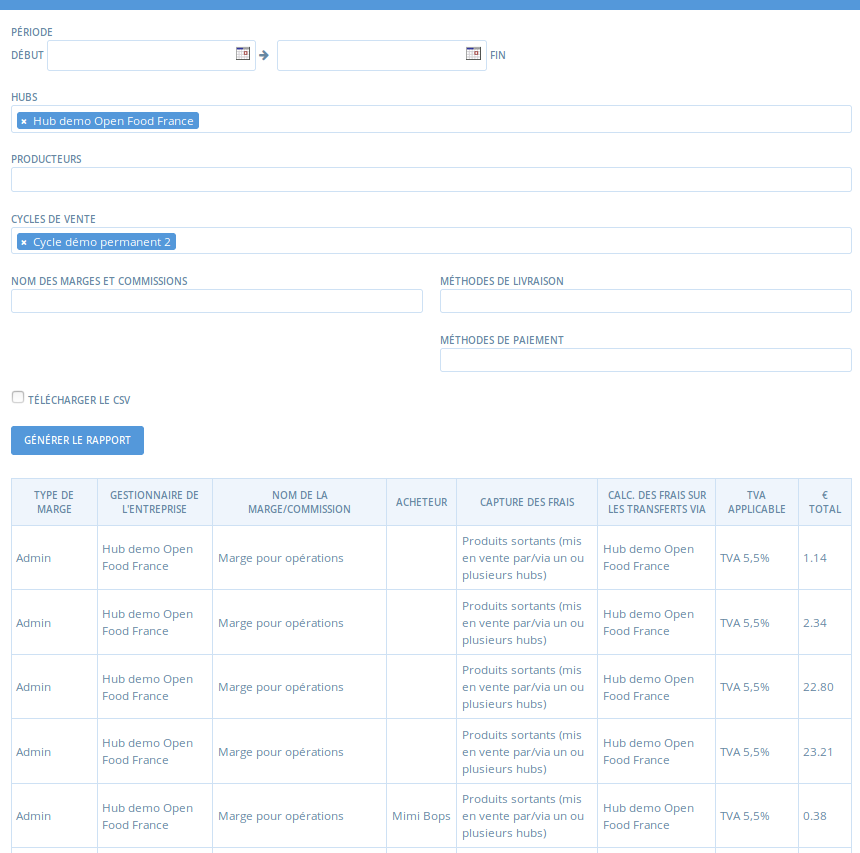 PÉRIODE
DÉBUT FIN
HUBS
× Hub demo Open Food France
PRODUCTEURS
CYCLES DE VENTE
× Cycle démo permanent 2
NOM DES MARGES ET COMMISSIONS MÉTHODES DE LIVRAISON
MÉTHODES DE PAIEMENT
TÉLÉCHARGER LE CSV
GÉNÉRER LE RAPPORT
TYPE DE MARGE GESTIONNAIRE DE L'ENTREPRISE NOM DE LA MARGE/COMMISSION ACHETEUR CAPTURE DES FRAIS CALC. DES FRAIS SUR LES TRANSFERTS VIA TVA APPLICABLE € TOTAL
Admin Hub demo Open Food France Marge pour opérations Produits sortants (mis en vente par/via un ou plusieurs hubs) Hub demo Open Food France TVA 5,5% 1.14
Admin Hub demo Open Food France Marge pour opérations Produits sortants (mis en vente par/via un ou plusieurs hubs) Hub demo Open Food France TVA 5,5% 2.34
Admin Hub demo Open Food France Marge pour opérations Produits sortants (mis en vente par/via un ou plusieurs hubs) Hub demo Open Food France TVA 5,5% 22.80
Admin Hub demo Open Food France Marge pour opérations Produits sortants (mis en vente par/via un ou plusieurs hubs) Hub demo Open Food France TVA 5,5% 23.21
Admin Hub demo Open Food France Marge pour opérations Mimi Bops Produits sortants (mis en vente par/via un ou plusieurs hubs) Hub demo Open Food France TVA 5,5% 0.38